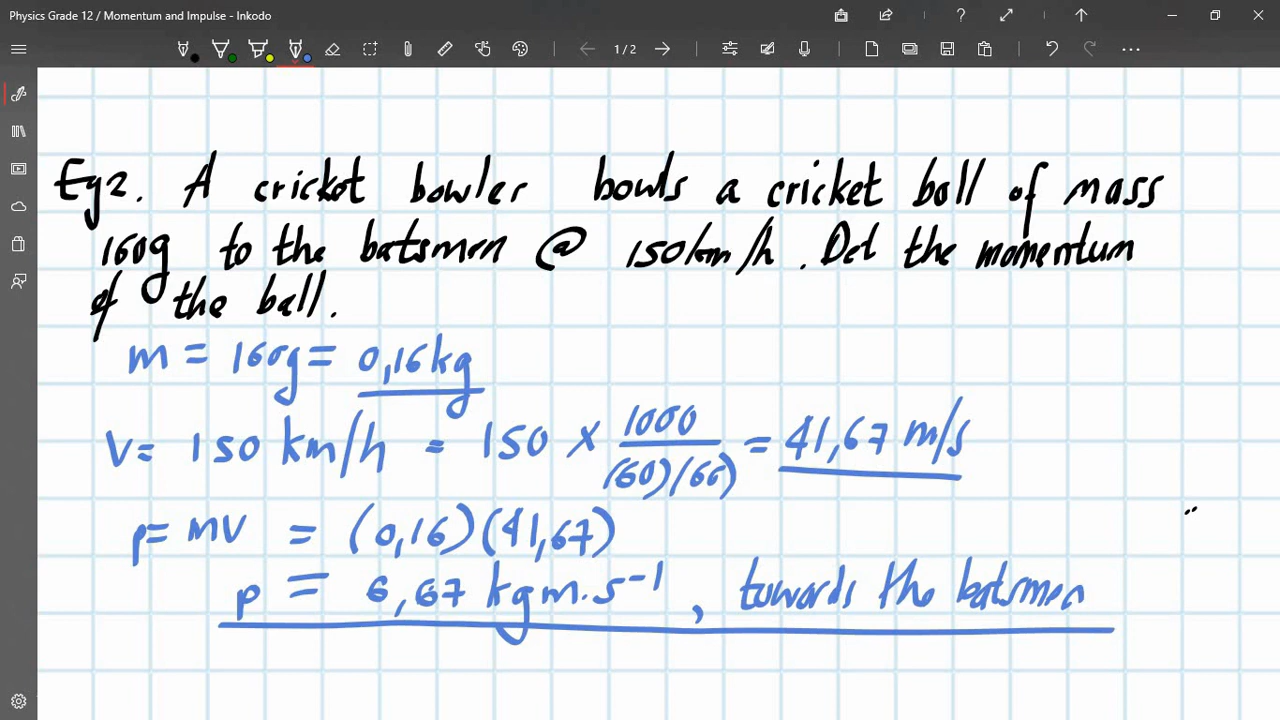 Physics Grade 12 / Momentum and Impulse - Inkodo
1/2
Eg2. A cricket bowler bowls a cricket ball of mass
160g to the batsmen @ 150km/h. Det the momentum
of the ball.
m = 160g = 0,16kg
v = 150 km/h = 150 × 1000/(60)(60) = 41,67 m/s
p = mv = (0,16)(41,67)
p = 6,67 kgm.s⁻¹, towards the batsmen